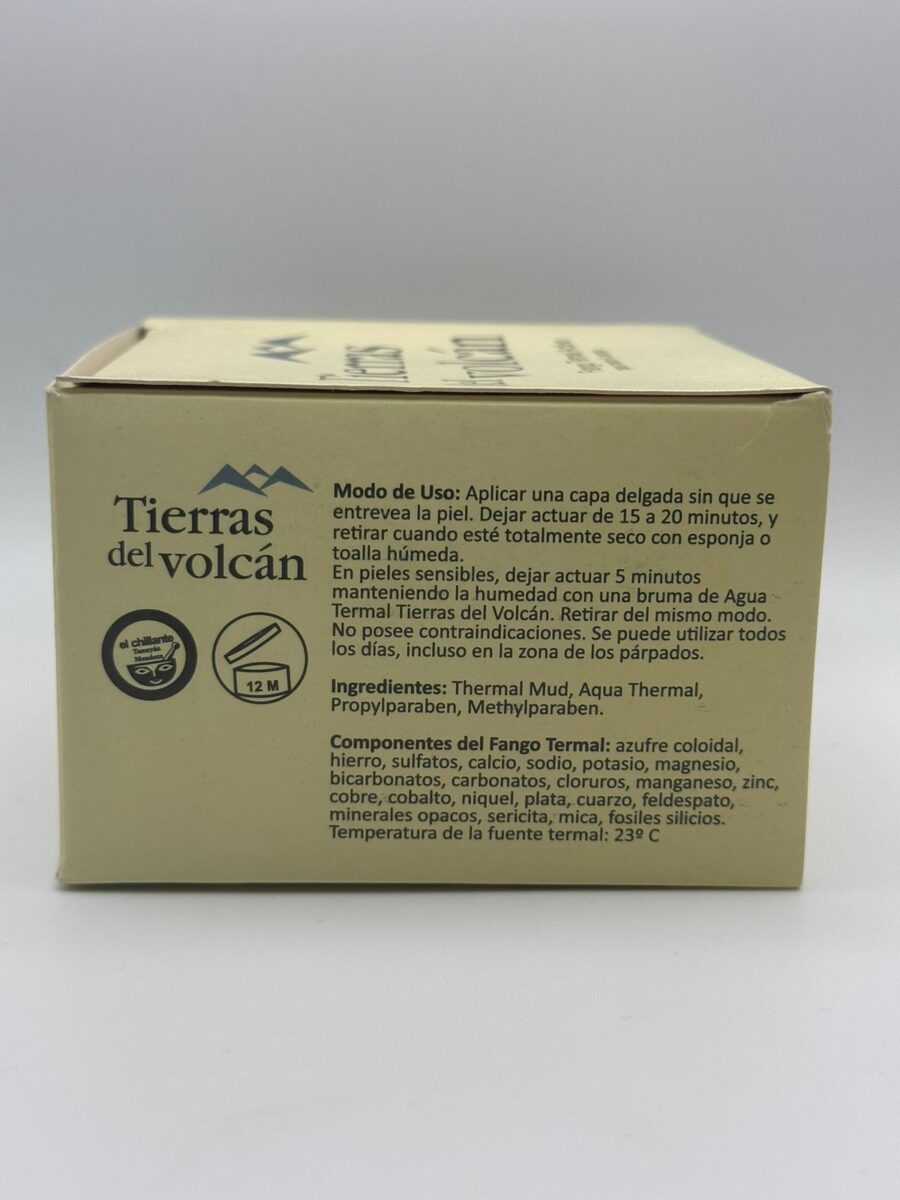 Tierras
del volcán
Tierras
del volcán
el chillante
Tunuyán
Mendoza
12 M
Modo de Uso: Aplicar una capa delgada sin que se
entrevea la piel. Dejar actuar de 15 a 20 minutos, y
retirar cuando esté totalmente seco con esponja o
toalla húmeda.
En pieles sensibles, dejar actuar 5 minutos
manteniendo la humedad con una bruma de Agua
Termal Tierras del Volcán. Retirar del mismo modo.
No posee contraindicaciones. Se puede utilizar todos
los días, incluso en la zona de los párpados.
Ingredientes: Thermal Mud, Aqua Thermal,
Propylparaben, Methylparaben.
Componentes del Fango Termal: azufre coloidal,
hierro, sulfatos, calcio, sodio, potasio, magnesio,
bicarbonatos, carbonatos, cloruros, manganeso, zinc,
cobre, cobalto, niquel, plata, cuarzo, feldespato,
minerales opacos, sericita, mica, fosiles silicios.
Temperatura de la fuente termal: 23º C